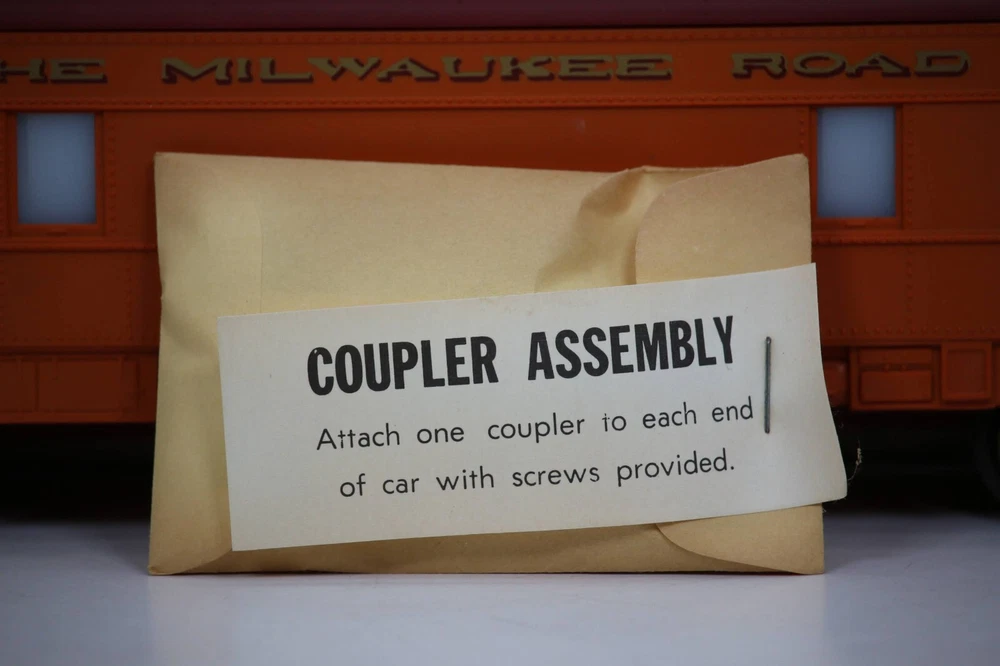 HE MILWAUKEE ROAD
COUPLER ASSEMBLY
Attach one coupler to each end
of car with screws provided.